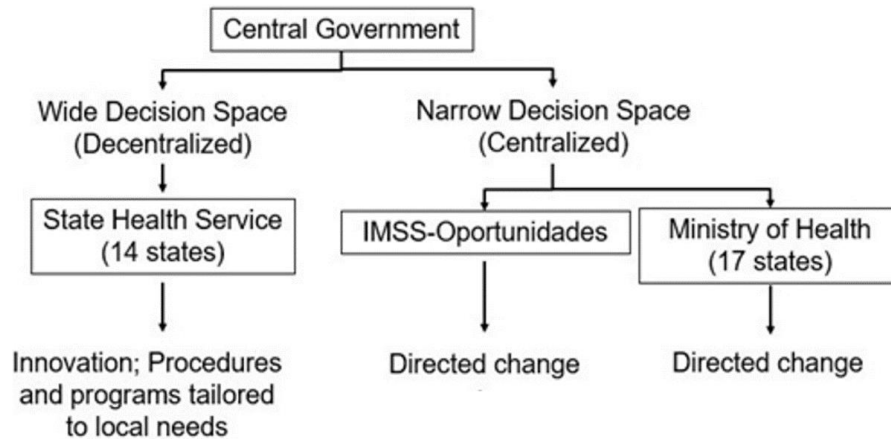 Central Government
Wide Decision Space
(Decentralized)
Narrow Decision Space
(Centralized)
State Health Service
(14 states)
IMSS-Oportunidades
Ministry of Health
(17 states)
Innovation; Procedures
and programs tailored
to local needs
Directed change
Directed change